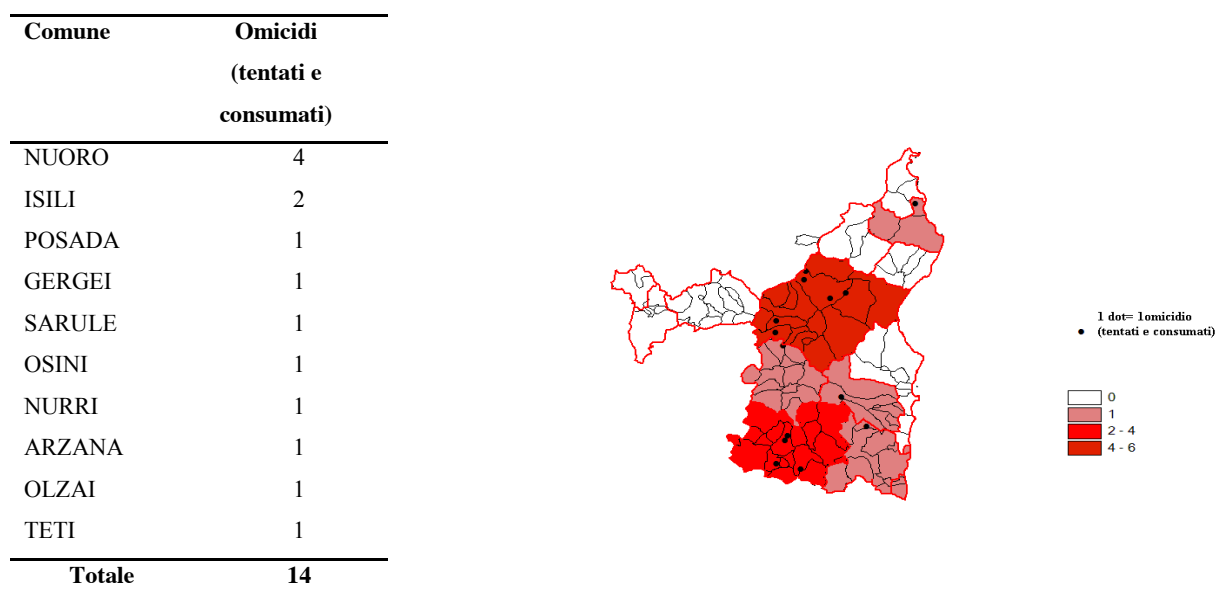 Comune Omicidi
(tentati e
consumati)
NUORO 4
ISILI 2
POSADA 1
GERGEI 1
SARULE 1
OSINI 1
NURRI 1
ARZANA 1
OLZAI 1
TETI 1
Totale 14
1 dot= 1omicidio
(tentati e consumati)
0
1
2 - 4
4 - 6